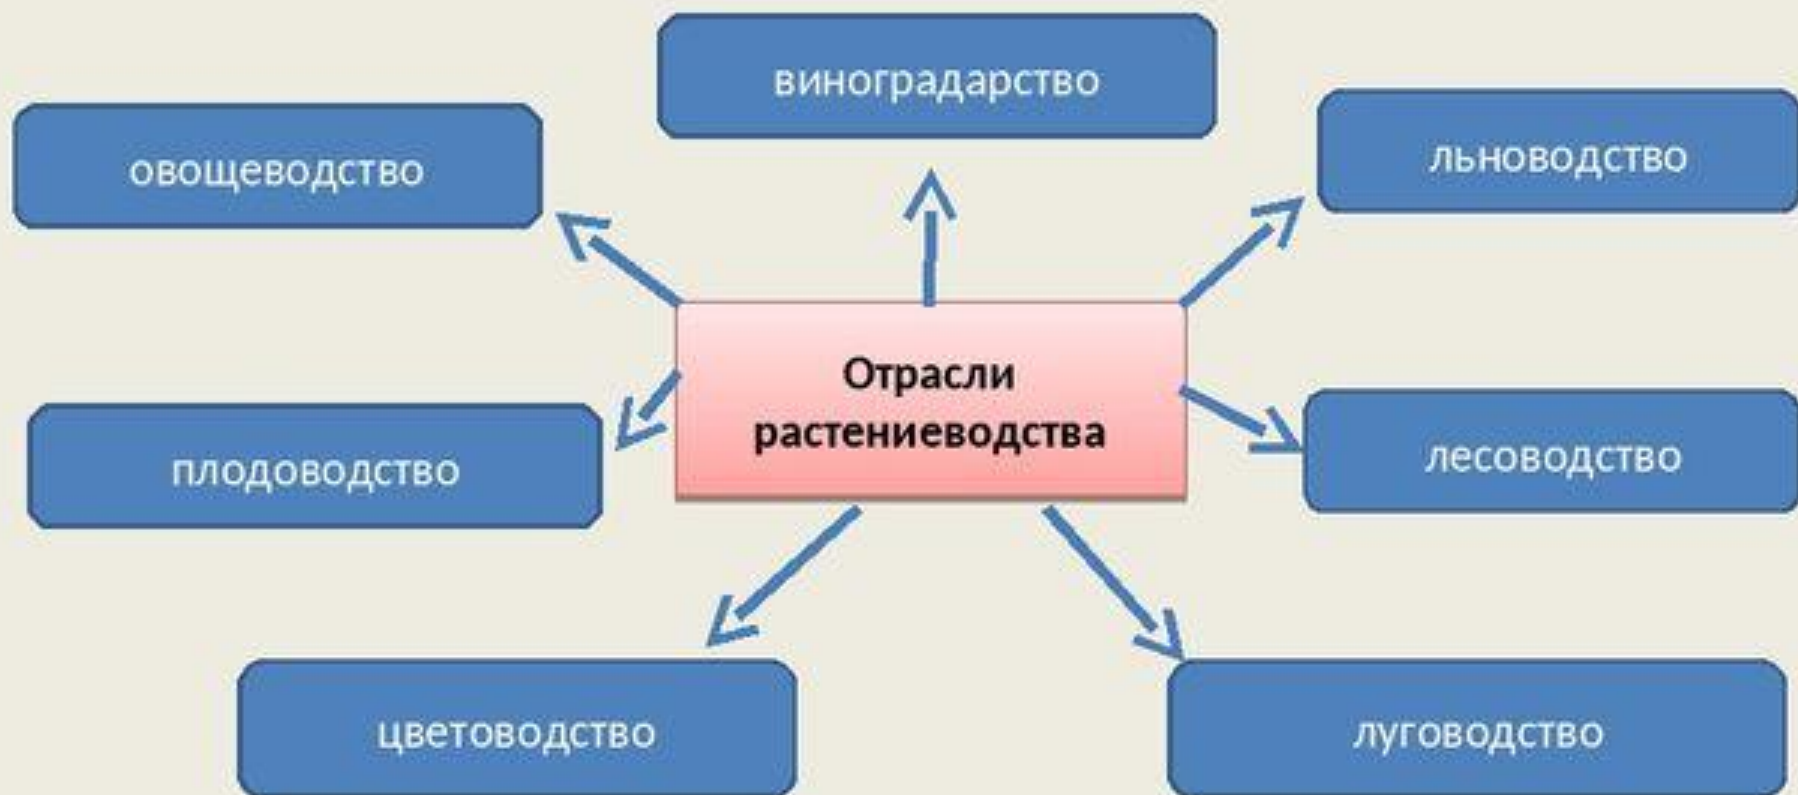 виноградарство
овощеводство
льноводство
Отрасли
растениеводства
плодоводство
лесоводство
цветоводство
луговодство